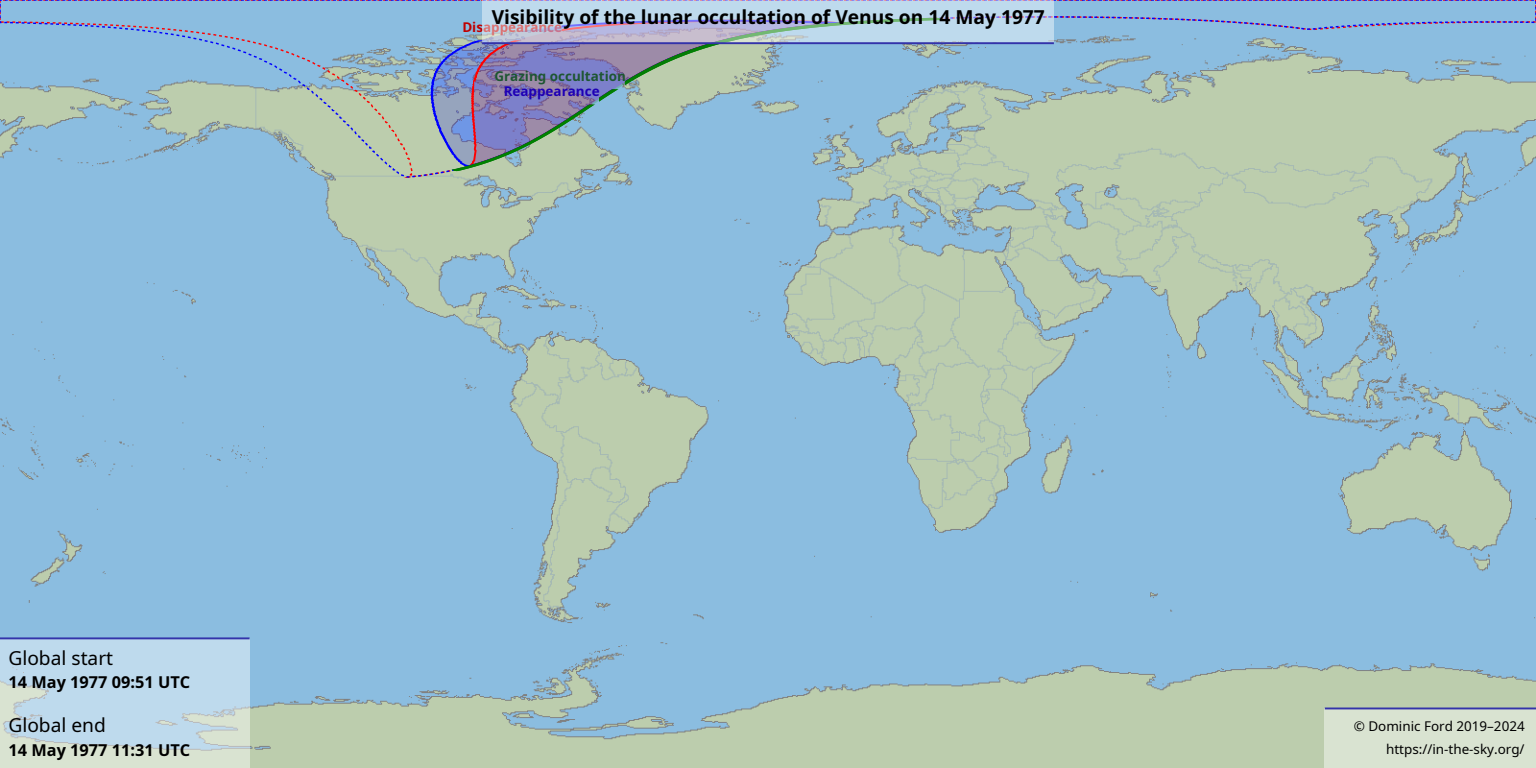 Visibility of the lunar occultation of Venus on 14 May 1977
Disappearance
Grazing occultation
Reappearance
Global start
14 May 1977 09:51 UTC
Global end
14 May 1977 11:31 UTC
© Dominic Ford 2019–2024
https://in-the-sky.org/